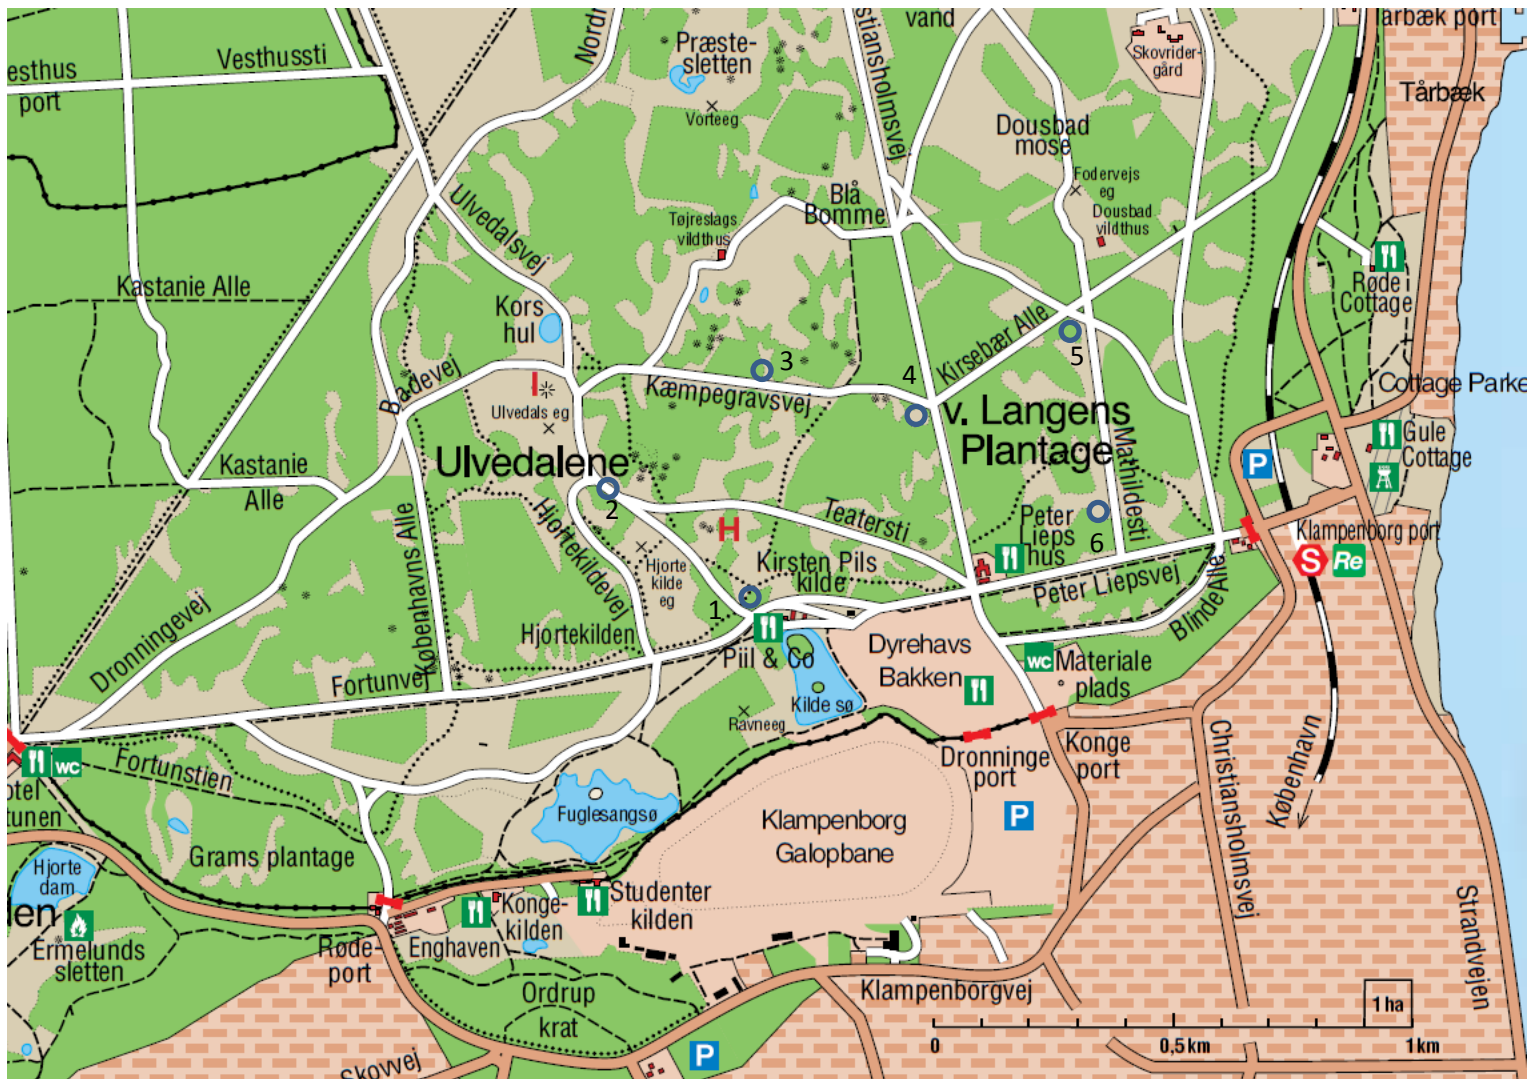 vand
Tårbæk port
Nordr
Præste-
sletten
stiansholmsvej
Skovrider-
gård
Vesthussti
esthus
port
Tårbæk
Vorteeg
Dousbad
mose
Fodervejs
eg
Dousbad
vildthus
Blå
Bomme
Tøjreslags
vildthus
Ulvedalsvej
Kastanie Alle
Kors
hul
Røde
Cottage
Kirsebær Alle
3
4
5
Kæmpegravsvej
Badevej
I
Ulvedals eg
Cottage Parke
v. Langens
Plantage
Mathildesti
Gule
Cottage
P
Ulvedalene
Kastanie
Alle
2
Hjortekildevej
H
Teatersti
Peter
Lieps
hus
6
Klampenborg port
S
Re
Københavns Alle
Hjorte
kilde
eg
Kirsten Pils
kilde
1
Peter Liepsvej
Blinde Alle
Dronningevej
Hjortekilden
Fortunvej
Piil & Co
Dyrehavs
Bakken
WC
Materiale
plads
Kilde sø
Ravneeg
Dronninge
port
Konge
port
Christiansholmsvej
København
WC
otel
tunen
Fortunstien
Fuglesangsø
Klampenborg
Galopbane
P
Grams plantage
Hjorte
dam
len
Ermelunds
sletten
Røde-
port
Enghaven
Konge-
kilden
Studenter
kilden
Strandvejen
Ordrup
krat
Klampenborgvej
1 ha
0
0,5 km
1 km
P
Skovvej